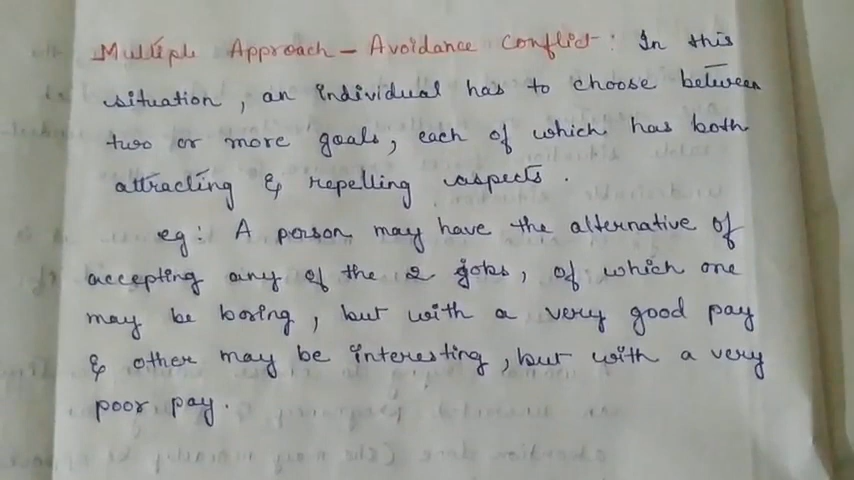 Multiple Approach - Avoidance Conflict : In this
situation, an individual has to choose between
two or more goals, each of which has both
attracting & repelling aspects.
eg: A person may have the alternative of
accepting any of the 2 jobs, of which one
may be boring, but with a very good pay
& other may be interesting, but with a very
poor pay.